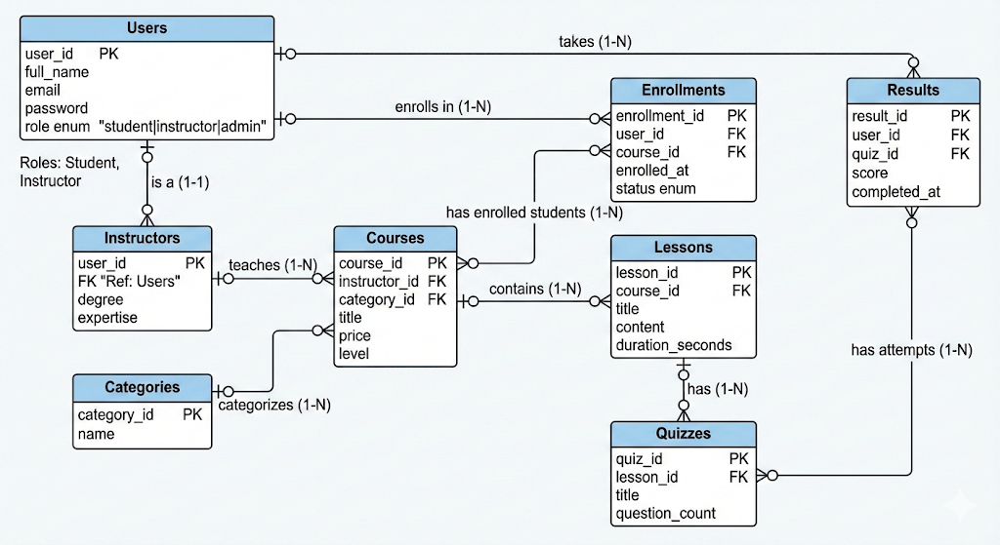 Users
user_id PK
full_name
email
password
role enum "student|instructor|admin"
Roles: Student,
Instructor
is a (1-1)
takes (1-N)
enrolls in (1-N)
Enrollments
enrollment_id PK
user_id FK
course_id FK
enrolled_at
status enum
Results
result_id PK
user_id FK
quiz_id FK
score
completed_at
has enrolled students (1-N)
Instructors
user_id PK
FK "Ref: Users"
degree
expertise
teaches (1-N)
Courses
course_id PK
instructor_id FK
category_id FK
title
price
level
contains (1-N)
Lessons
lesson_id PK
course_id FK
title
content
duration_seconds
has attempts (1-N)
Categories
category_id PK
name
categorizes (1-N)
has (1-N)
Quizzes
quiz_id PK
lesson_id FK
title
question_count